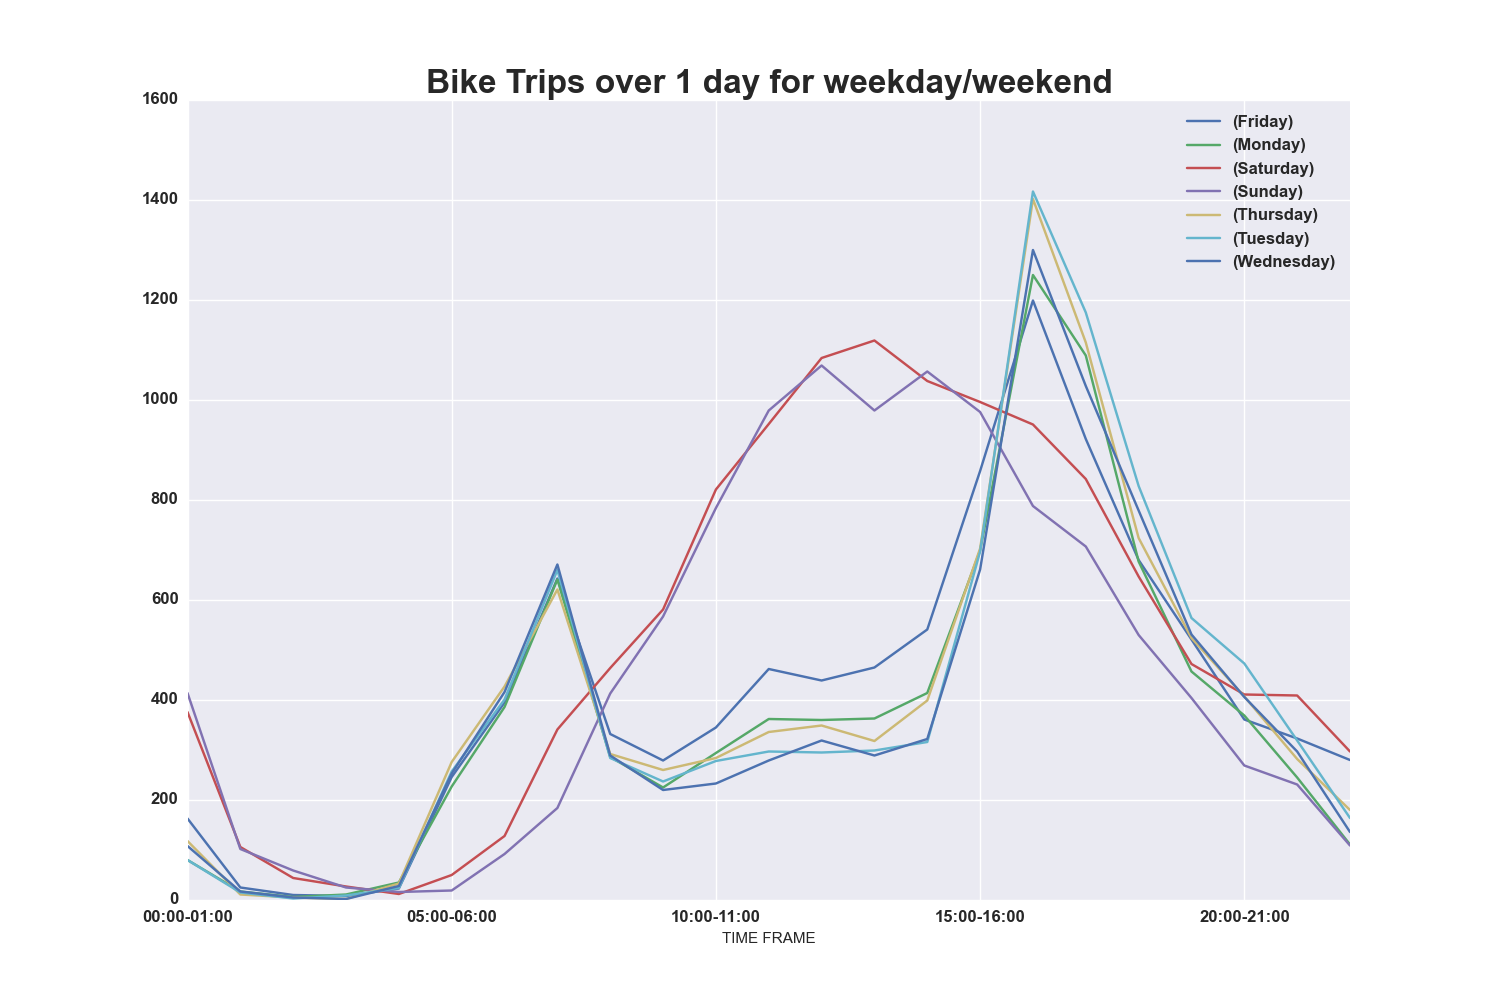 Bike Trips over 1 day for weekday/weekend
1600
1400
1200
1000
800
600
400
200
0
(Friday)
(Monday)
(Saturday)
(Sunday)
(Thursday)
(Tuesday)
(Wednesday)
00:00-01:00 05:00-06:00 10:00-11:00 15:00-16:00 20:00-21:00
TIME FRAME